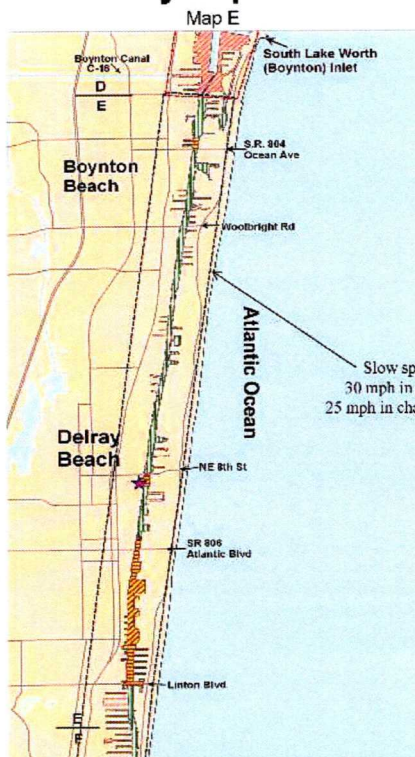 Map E
South Lake Worth
(Boynton) Inlet
Boynton Canal
C-16
D
E
S.R. 804
Ocean Ave
Boynton
Beach
Woolbright Rd
Atlantic Ocean
Slow sp
30 mph in
25 mph in cha
Delray
Beach
NE 8th St
SR 806
Atlantic Blvd
Linton Blvd.
E
F